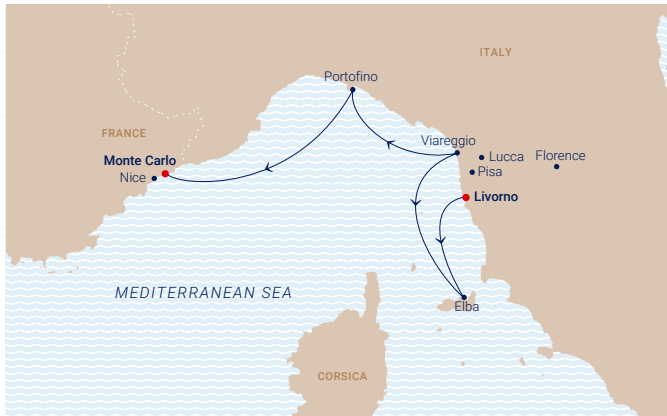 ITALY
Portofino
FRANCE
Viareggio
Monte Carlo
Lucca
Florence
Nice
Pisa
Livorno
MEDITERRANEAN SEA
Elba
CORSICA